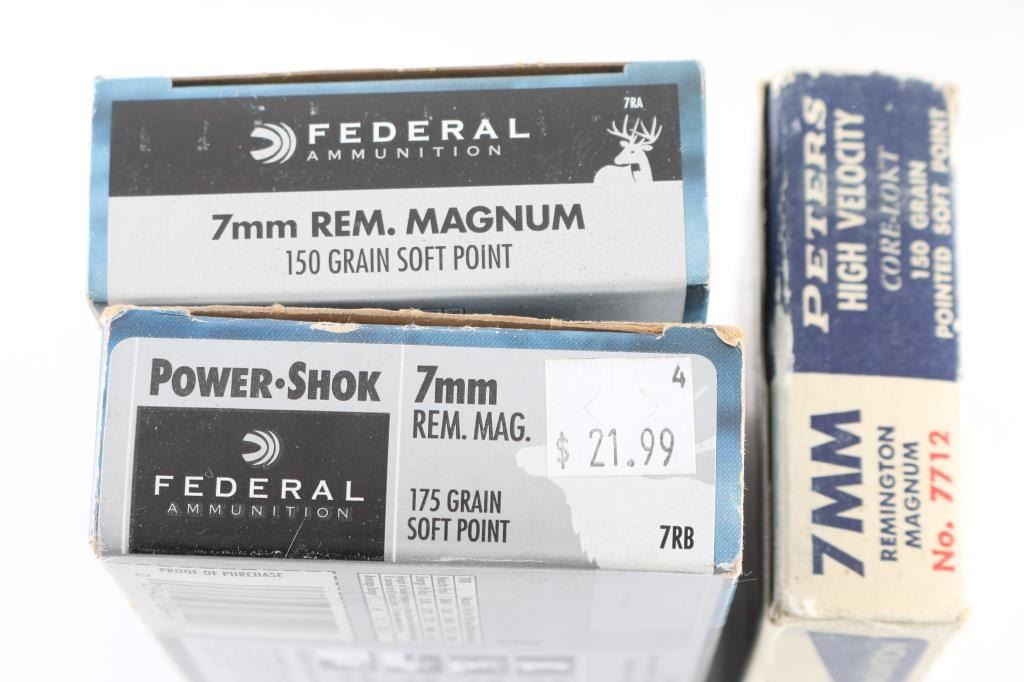 7RA
FEDERAL
AMMUNITION
7mm REM. MAGNUM
150 GRAIN SOFT POINT
POWER•SHOK
FEDERAL
AMMUNITION
7mm
REM. MAG.
175 GRAIN
SOFT POINT
4
$ 21.99
7RB
PROOF OF PURCHASE
PETERS
HIGH VELOCITY
CORE-LOKT
150 GRAIN
POINTED SOFT POINT
7MM
REMINGTON
MAGNUM
No. 7712